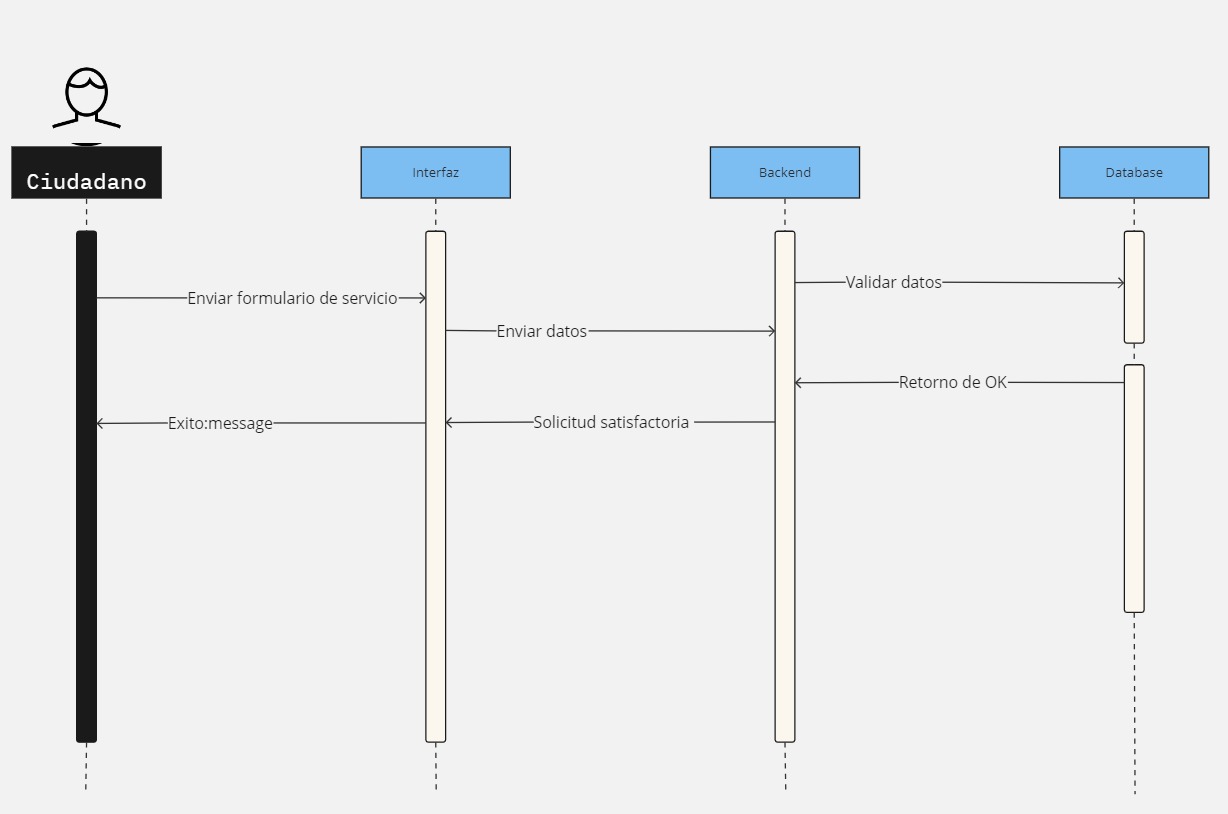 Ciudadano
Interfaz
Backend
Database
Validar datos
Enviar formulario de servicio
Enviar datos
Retorno de OK
Exito:message
Solicitud satisfactoria